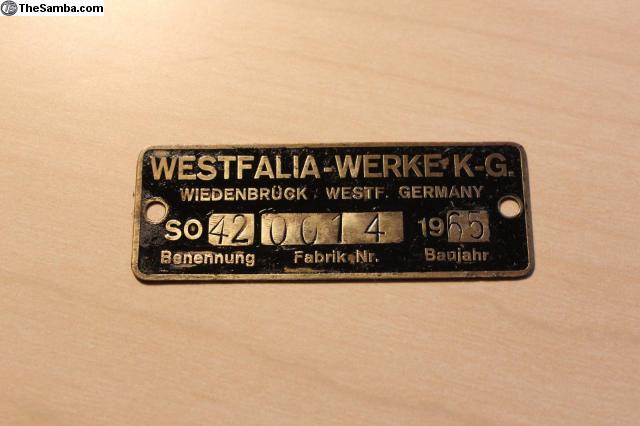 TheSamba.com
WESTFALIA-WERKE K-G.
WIEDENBRÜCK WESTF. GERMANY
SO 42 0014 1965
Benennung Fabrik Nr. Baujahr